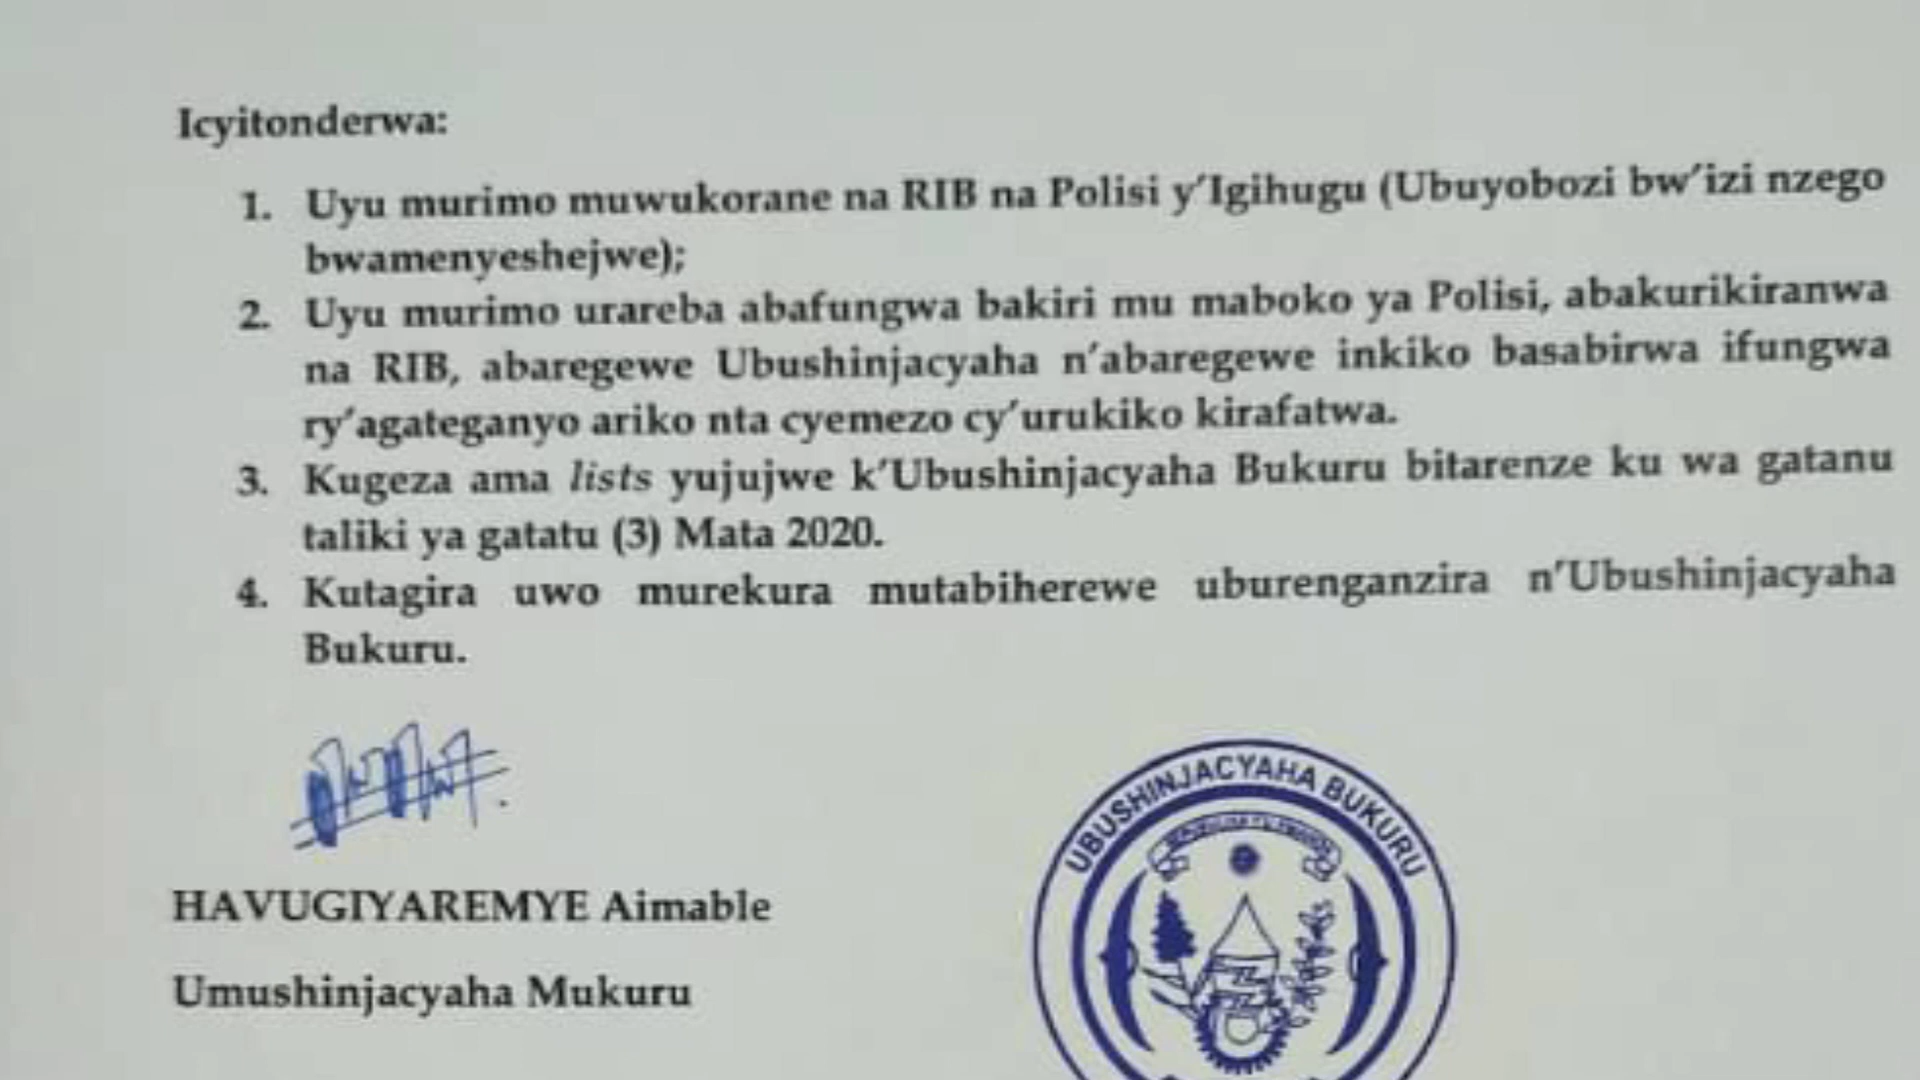 Icyitonderwa:
1. Uyu murimo muwukorane na RIB na Polisi y'Igihugu (Ubuyobozi bw'izi nzego
bwamenyeshejwe);
2. Uyu murimo urareba abafungwa bakiri mu maboko ya Polisi, abakurikiranwa
na RIB, abaregewe Ubushinjacyaha n'abaregewe inkiko basabirwa ifungwa
ry'agateganyo ariko nta cyemezo cy'urukiko kirafatwa.
3. Kugeza ama lists yujujwe k'Ubushinjacyaha Bukuru bitarenze ku wa gatanu
taliki ya gatatu (3) Mata 2020.
4. Kutagira uwo murekura mutabiherewe uburenganzira n'Ubushinjacyaha
Bukuru.
HAVUGIYAREMYE Aimable
Umushinjacyaha Mukuru
UBUSHINJACYAHA BUKURU